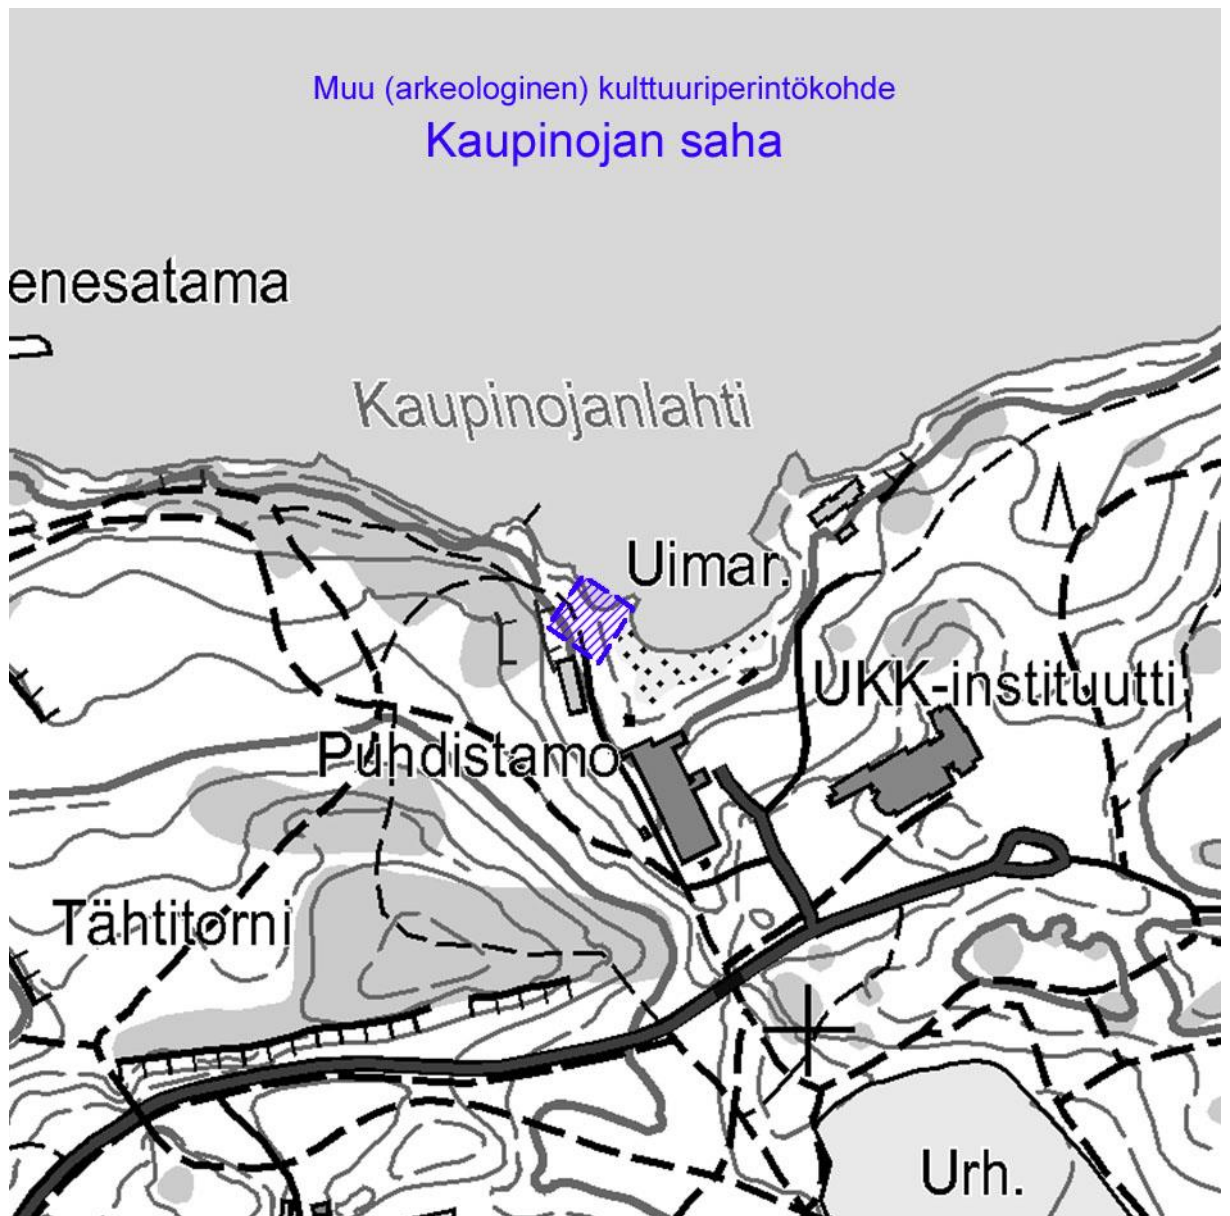 Muu (arkeologinen) kulttuuriperintökohde
Kaupinojan saha
enesatama
Kaupinojanlahti
Uimar.
UKK-instituutti
Puhdistamo
Tähtitorni
Urh.